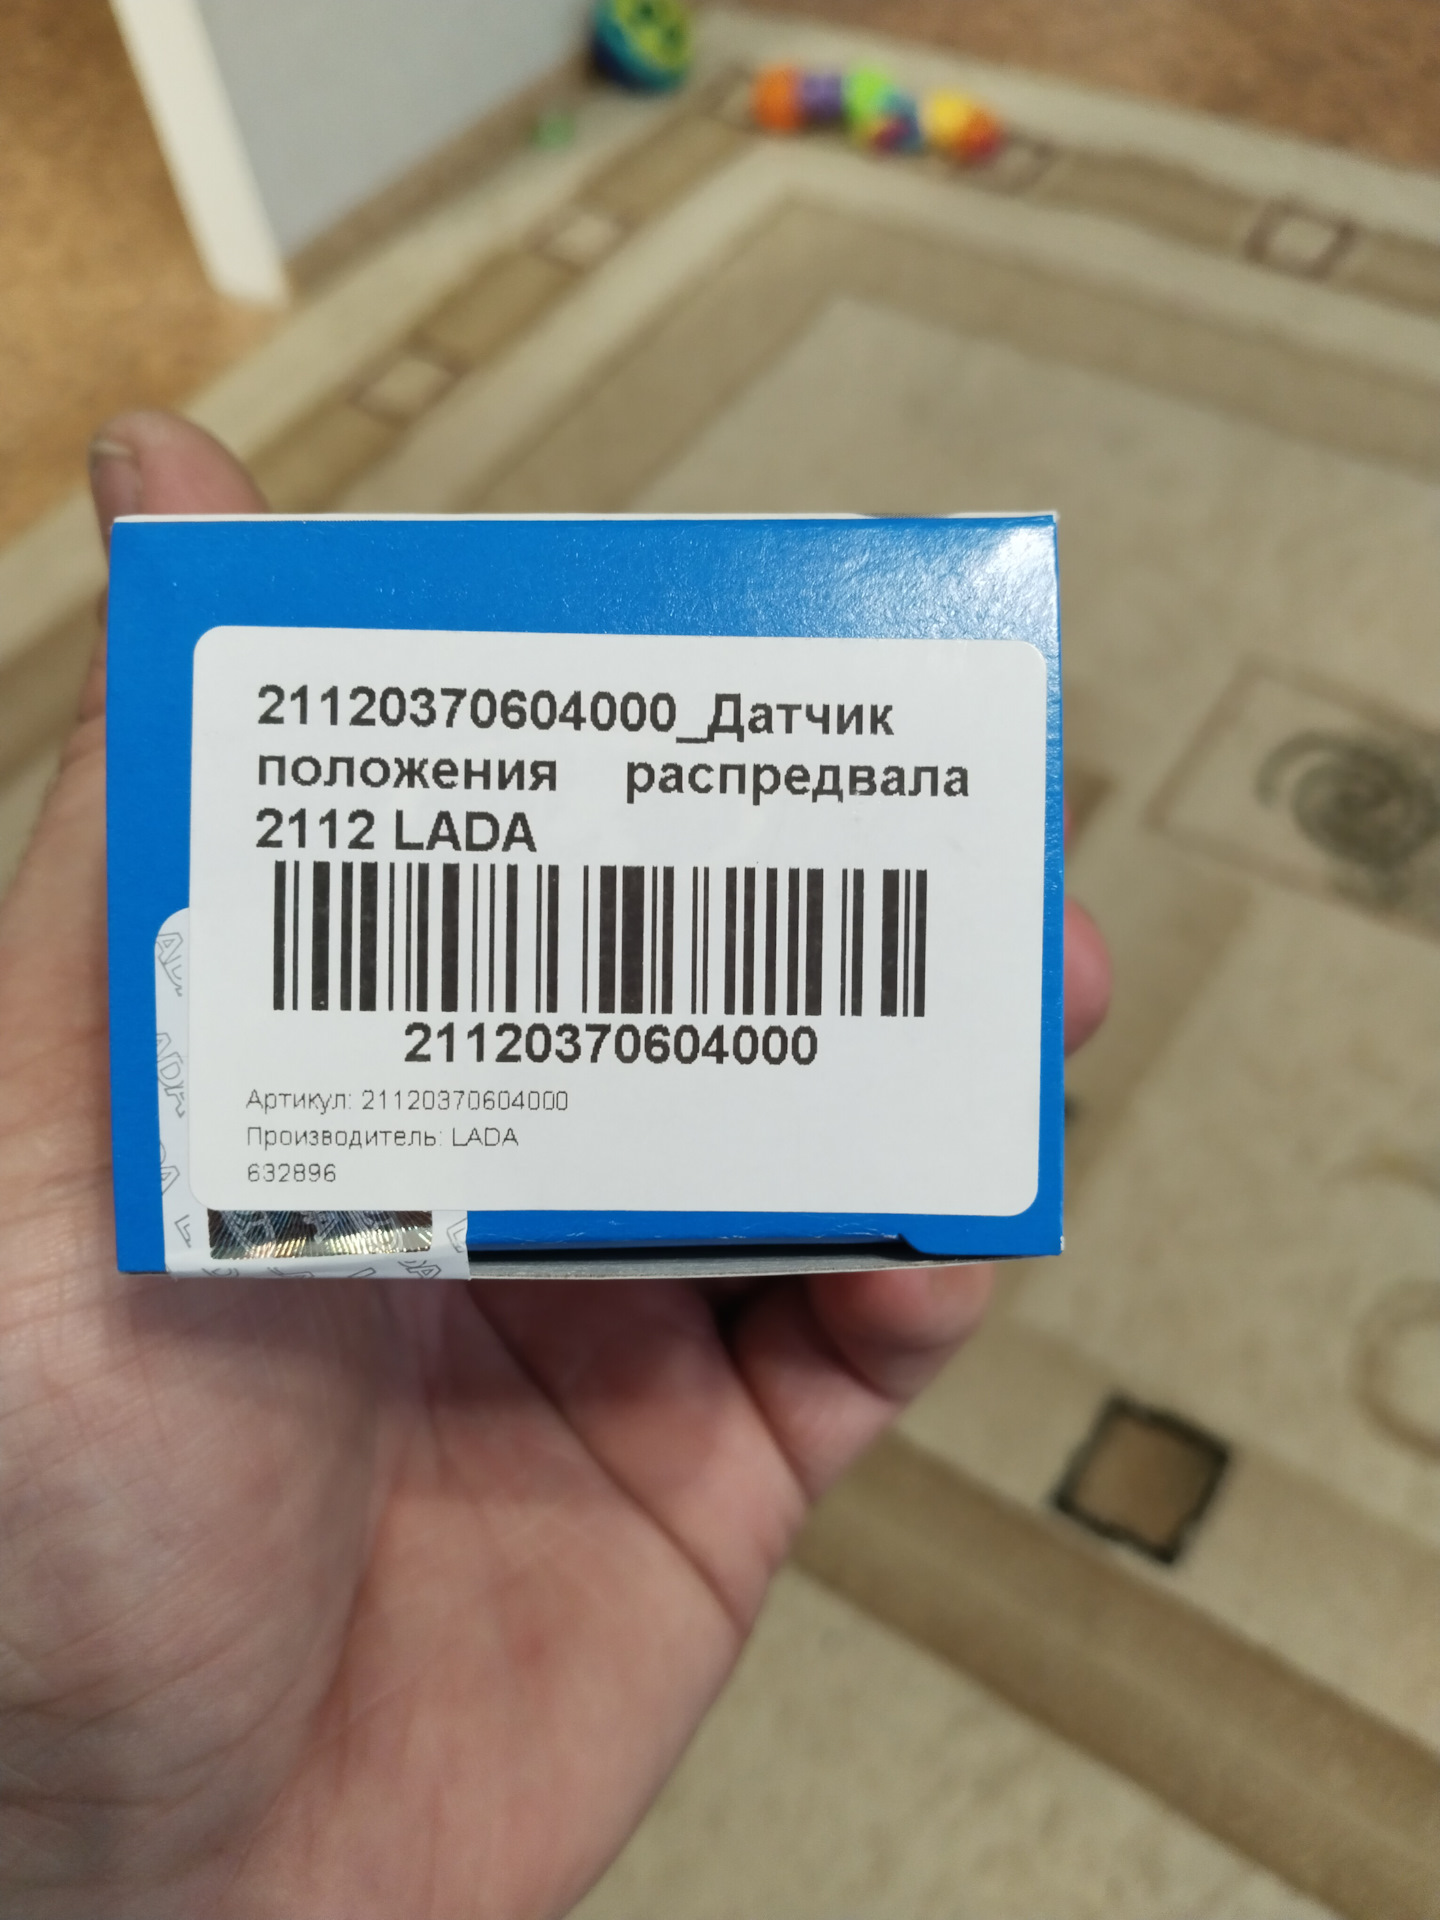 21120370604000_Датчик
положения распредвала
2112 LADA
21120370604000
Артикул: 21120370604000
Производитель: LADA
632896